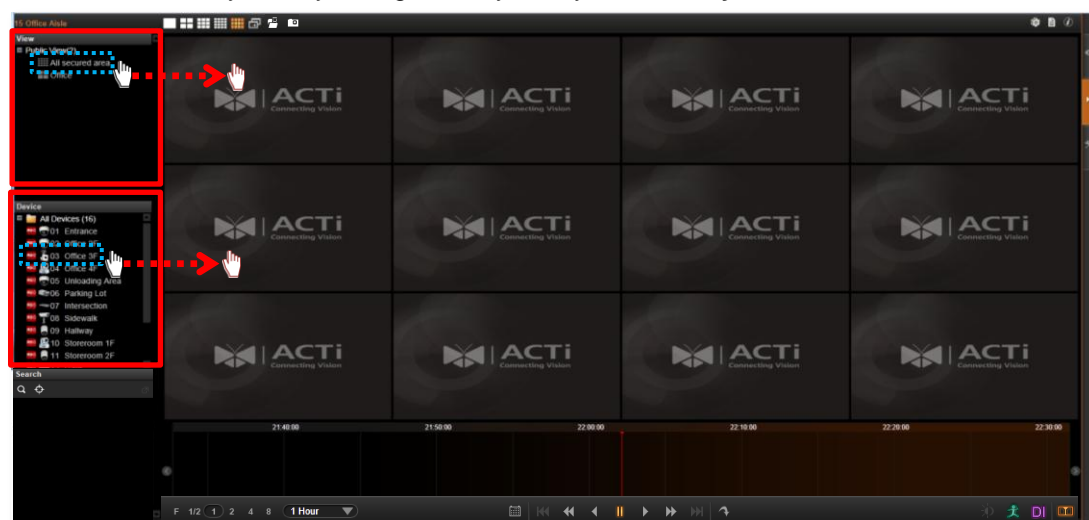 15 Office Aisle
View
Public View(2)
All secured area
Office
Device
All Devices (16)
01 Entrance
02 Office 2F
03 Office 3F
04 Office 4F
05 Unloading Area
06 Parking Lot
07 Intersection
08 Sidewalk
09 Hallway
10 Storeroom 1F
11 Storeroom 2F
Search
ACTi
Connecting Vision
ACTi
Connecting Vision
ACTi
Connecting Vision
ACTi
Connecting Vision
ACTi
Connecting Vision
ACTi
Connecting Vision
ACTi
Connecting Vision
ACTi
Connecting Vision
ACTi
Connecting Vision
ACTi
Connecting Vision
ACTi
Connecting Vision
ACTi
Connecting Vision
21:40:00 21:50:00 22:00:00 22:10:00 22:20:00 22:30:00
F 1/2 1 2 4 8 1 Hour DI